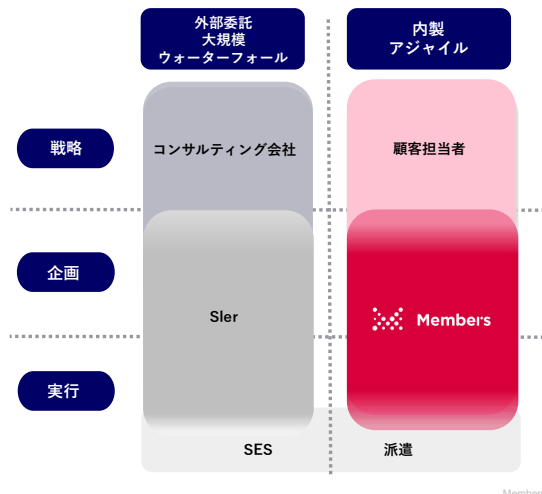 外部委託
大規模
ウォーターフォール
内製
アジャイル
戦略
コンサルティング会社
顧客担当者
企画
SIer
Members
実行
SES
派遣
Member